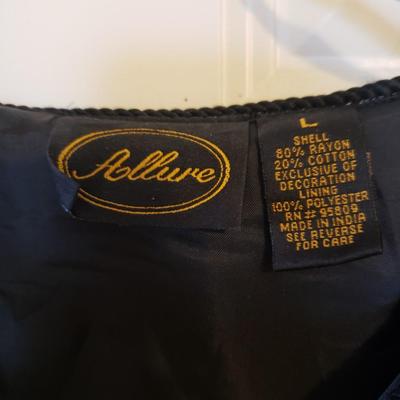 Allure
L
SHELL
80% RAYON
20% COTTON
EXCLUSIVE OF
DECORATION
LINING
100% POLYESTER
RN# 95809
MADE IN INDIA
SEE REVERSE
FOR CARE